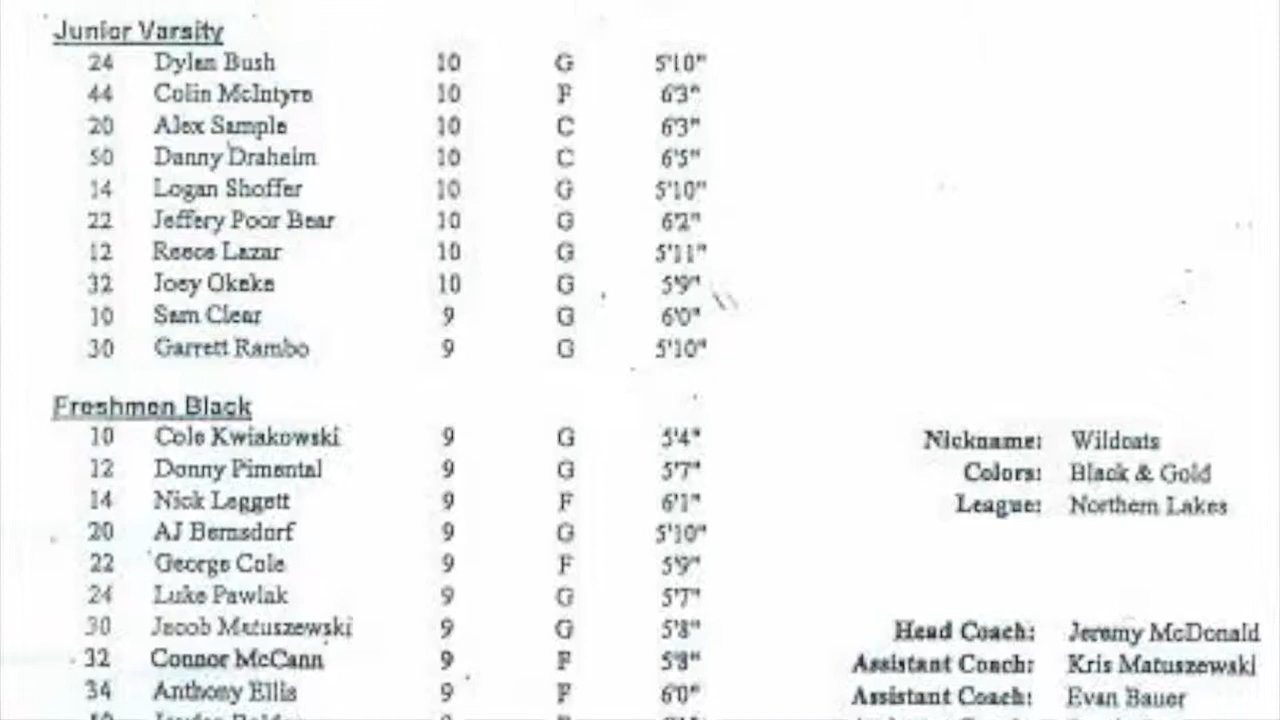 Junior Varsity
24 Dylan Bush 10 G 5'10"
44 Colin McIntyre 10 F 6'3"
20 Alex Sample 10 C 6'3"
50 Danny Draheim 10 C 6'5"
14 Logan Shoffer 10 G 5'10"
22 Jeffery Poor Bear 10 G 6'2"
12 Reece Lazar 10 G 5'11"
32 Joey Okeke 10 G 5'9"
10 Sam Clear 9 G 6'0"
30 Garrett Rambo 9 G 5'10"
Freshmen Black
10 Cole Kwiakowski 9 G 5'4"
12 Donny Pimental 9 G 5'7"
14 Nick Leggett 9 F 6'1"
20 AJ Bernsdorf 9 G 5'10"
22 George Cole 9 F 5'9"
24 Luke Pawlak 9 G 5'7"
30 Jacob Matuszewski 9 G 5'8"
32 Connor McCann 9 F 5'8"
34 Anthony Ellis 9 F 6'0"
Nickname: Wildcats
Colors: Black & Gold
League: Northern Lakes
Head Coach: Jeremy McDonald
Assistant Coach: Kris Matuszewski
Assistant Coach: Evan Bauer